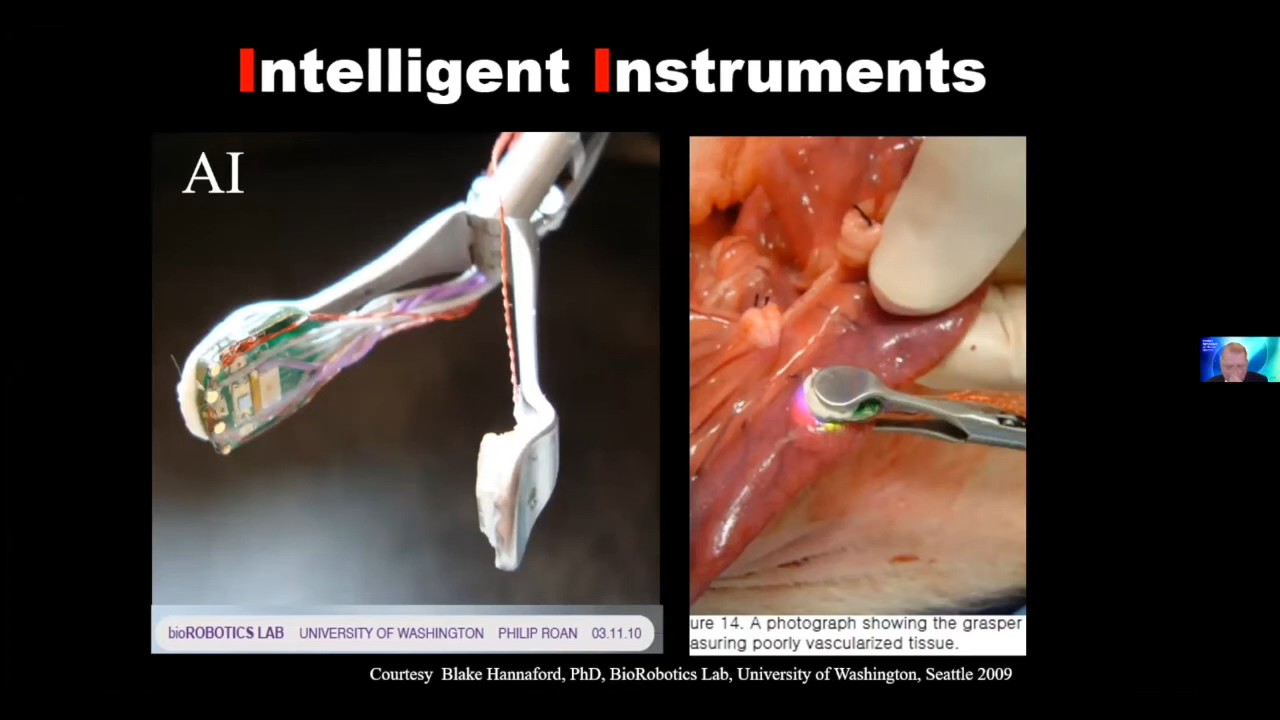 Intelligent Instruments
AI
bioROBOTICS LAB UNIVERSITY OF WASHINGTON PHILIP ROAN 03.11.10
ure 14. A photograph showing the grasper
asuring poorly vascularized tissue.
Courtesy Blake Hannaford, PhD, BioRobotics Lab, University of Washington, Seattle 2009